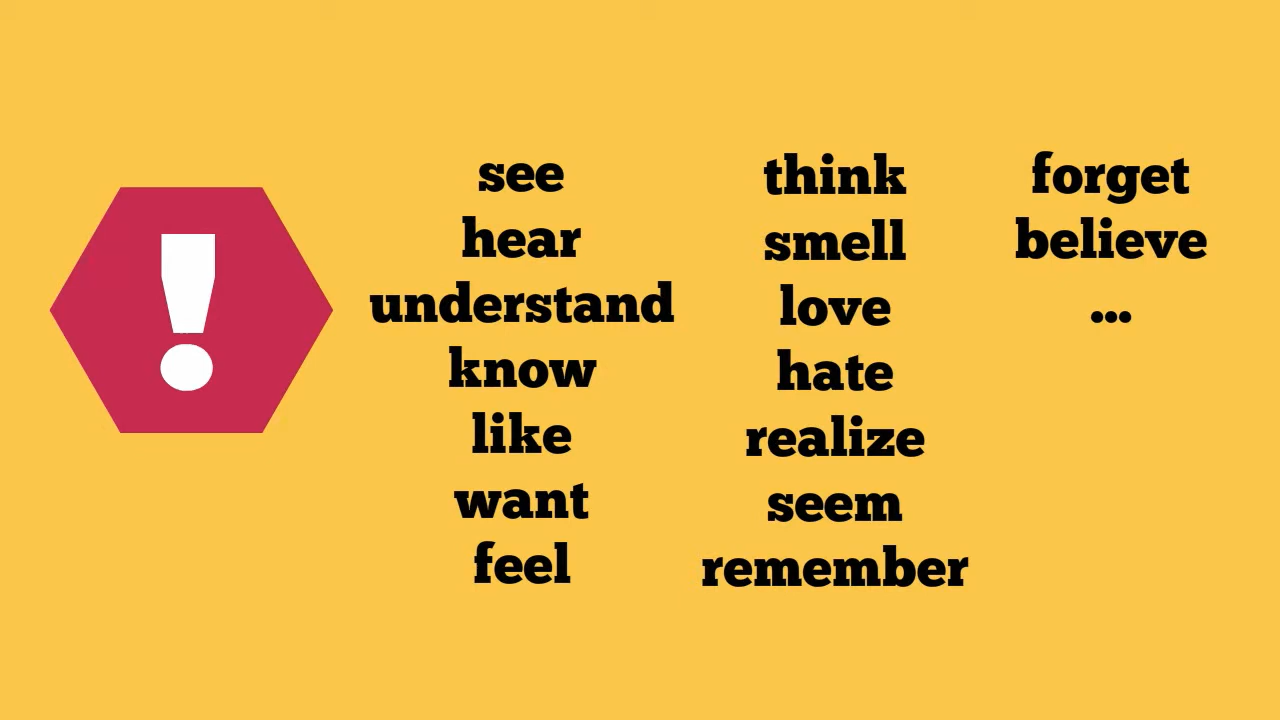 !
see
hear
understand
know
like
want
feel
think
smell
love
hate
realize
seem
remember
forget
believe
...